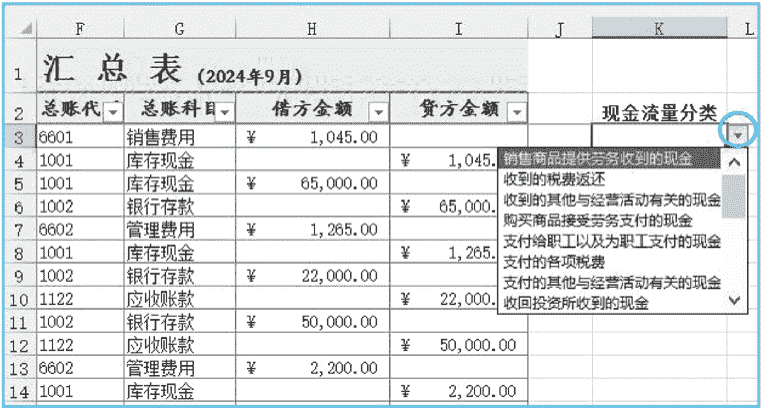 F G H I J K L
1 汇 总 表 (2024年9月)
2 总账代 总账科目 借方金额 贷方金额 现金流量分类
3 6601 销售费用 ¥ 1,045.00
4 1001 库存现金 ¥ 1,045. 销售商品提供劳务收到的现金
收到的税费返还
5 1001 库存现金 ¥ 65,000.00
收到的其他与经营活动有关的现金
6 1002 银行存款 ¥ 65,000. 购买商品接受劳务支付的现金
7 6602 管理费用 ¥ 1,265.00
支付给职工以及为职工支付的现金
8 1001 库存现金 ¥ 1,265. 支付的各项税费
9 1002 银行存款 ¥ 22,000.00
支付的其他与经营活动有关的现金
10 1122 应收账款 ¥ 22,000. 收回投资所收到的现金
11 1002 银行存款 ¥ 50,000.00
12 1122 应收账款 ¥ 50,000.00
13 6602 管理费用 ¥ 2,200.00
14 1001 库存现金 ¥ 2,200.00